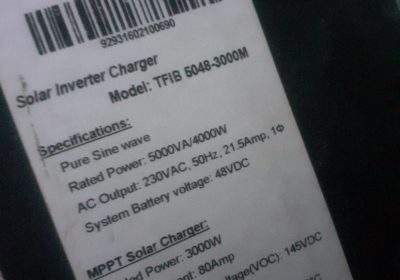 92931602100690
Solar Inverter Charger
Model: TFIB 5048-3000M
Specifications:
Pure Sine wave
Rated Power: 5000VA/4000W
AC Output: 230VAC, 50Hz, 21.5Amp, 1Φ
System Battery voltage: 48VDC
MPPT Solar Charger:
Power: 3000W
80Amp
(VOC): 145VDC